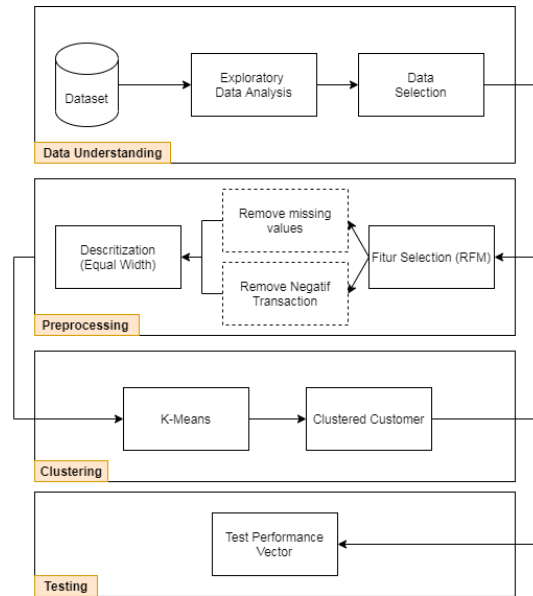 Dataset
Exploratory
Data Analysis
Data
Selection
Data Understanding
Descritization
(Equal Width)
Remove missing
values
Remove Negatif
Transaction
Fitur Selection (RFM)
Preprocessing
K-Means
Clustered Customer
Clustering
Test Performance
Vector
Testing